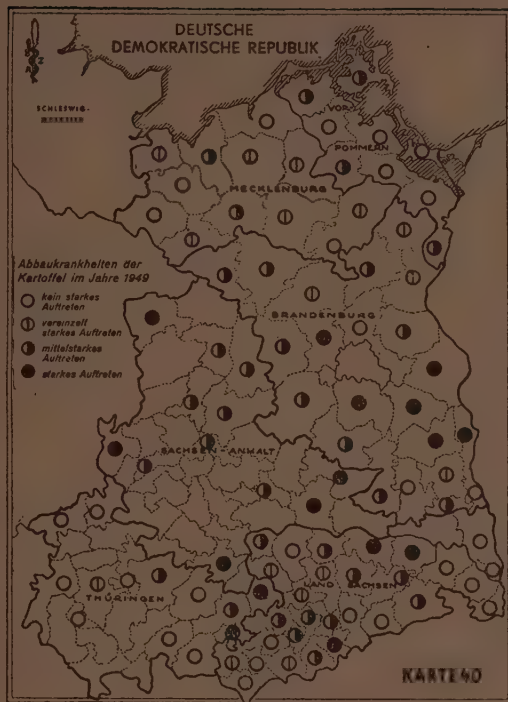 DEUTSCHE
DEMOKRATISCHE REPUBLIK
SCHLESWIG-
VOR-
POMMERN
MECKLENBURG
Abbaukrankheiten der
Kartoffel im Jahre 1949
kein starkes
Auftreten
vereinzelt
starkes Auftreten
mittelstarkes
Auftreten
starkes Auftreten
BRANDENBURG
SACHSEN-ANHALT
LAND SACHSEN
THÜRINGEN
KARTE 40